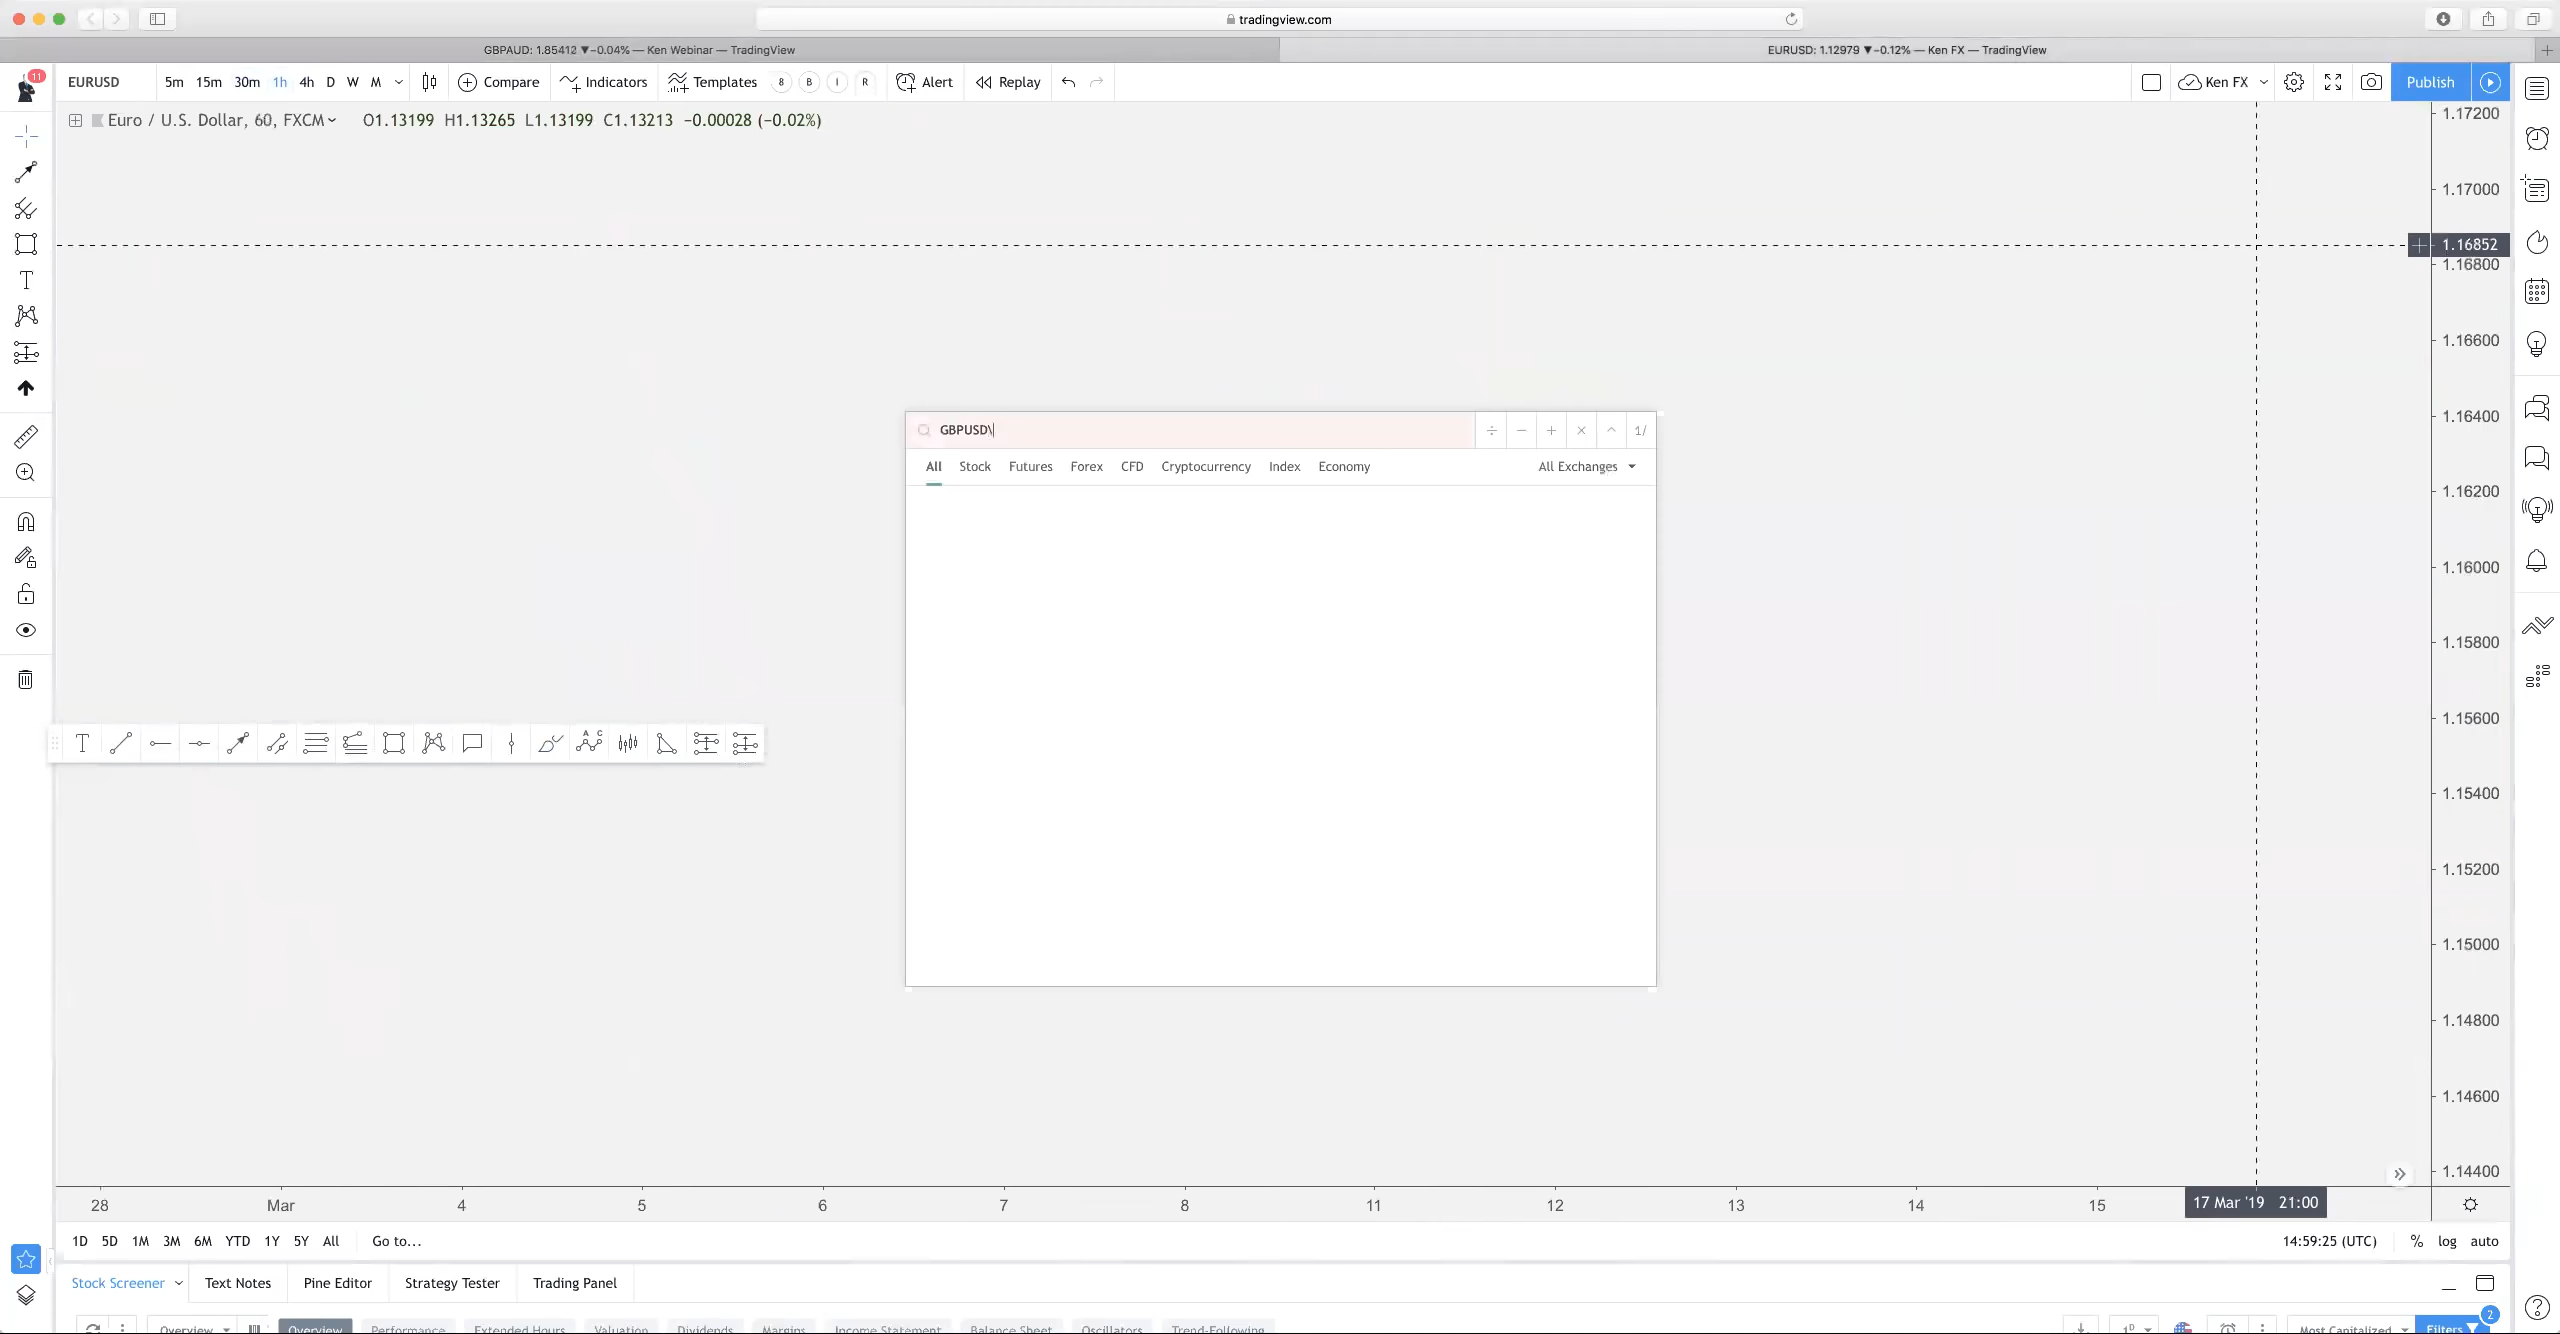 tradingview.com
GBPAUD: 1.85412 ▼−0.04% — Ken Webinar — TradingView
EURUSD: 1.12979 ▼−0.12% — Ken FX — TradingView
11
EURUSD 5m 15m 30m 1h 4h D W M Compare Indicators Templates 8 B I R Alert Replay Ken FX Publish
Euro / U.S. Dollar, 60, FXCM O1.13199 H1.13265 L1.13199 C1.13213 −0.00028 (−0.02%)
1.17200
1.17000
1.16852
1.16800
1.16600
1.16400
1.16200
1.16000
1.15800
1.15600
1.15400
1.15200
1.15000
1.14800
1.14600
1.14400
GBPUSD\ ÷ − + × ^ 1/
All Stock Futures Forex CFD Cryptocurrency Index Economy All Exchanges
T
A C
28 Mar 4 5 6 7 8 11 12 13 14 15 17 Mar '19 21:00
1D 5D 1M 3M 6M YTD 1Y 5Y All Go to... 14:59:25 (UTC) % log auto
Stock Screener Text Notes Pine Editor Strategy Tester Trading Panel
Overview Overview Performance Extended Hours Valuation Dividends Margins Income Statement Balance Sheet Oscillators Trend-Following 1D Most Capitalized Filters 2